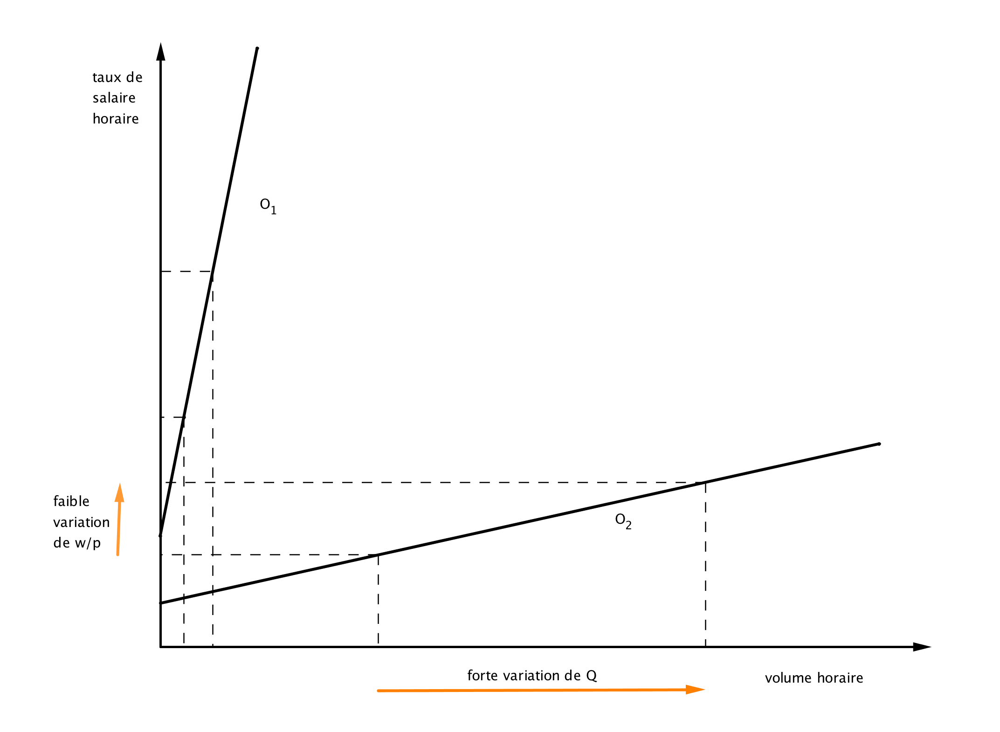 taux de
salaire
horaire
O1
faible
variation
de w/p
O2
forte variation de Q
volume horaire